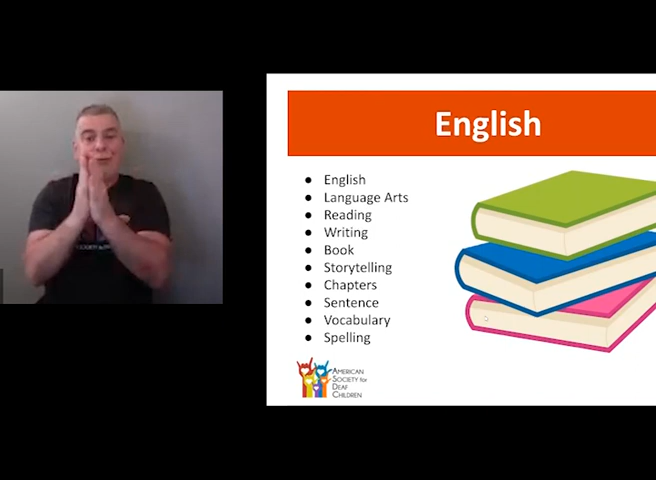 English
English
Language Arts
Reading
Writing
Book
Storytelling
Chapters
Sentence
Vocabulary
Spelling
AMERICAN
SOCIETY for
DEAF
CHILDREN